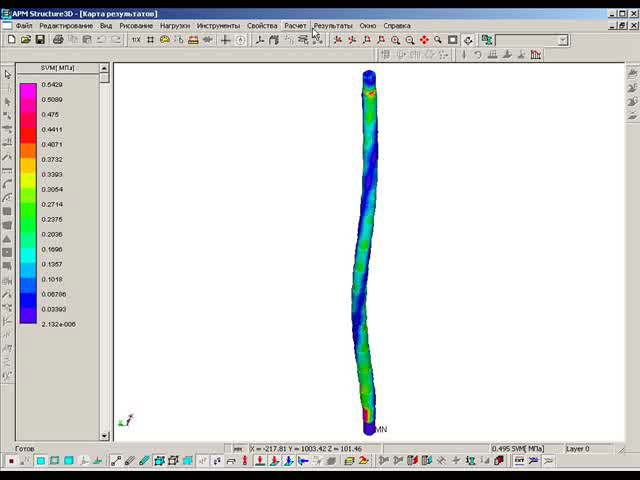 APM Structure3D - [Карта результатов]
Файл Редактирование Вид Рисование Нагрузки Инструменты Свойства Расчет Результаты Окно Справка
SVM [МПа]
0.5429
0.5089
0.475
0.4411
0.4071
0.3732
0.3393
0.3054
0.2714
0.2375
0.2036
0.1696
0.1357
0.1018
0.06786
0.03393
2.132e-006
MN
Готово мм X = -217.81 Y = 1003.42 Z = 101.46 0.495 SVM [МПа] Layer 0
EXT